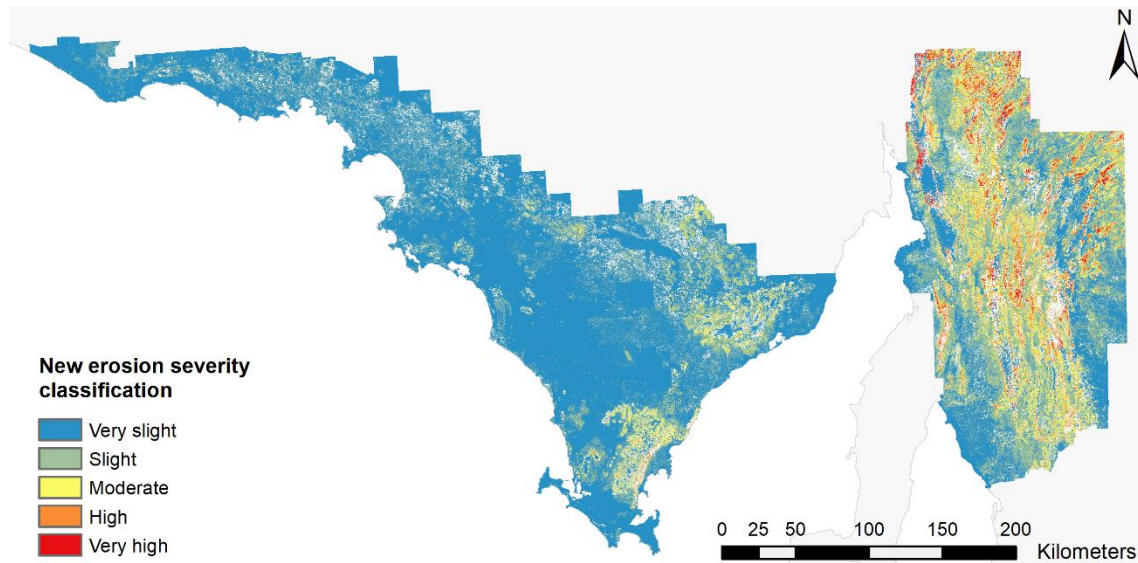 N
New erosion severity
classification
Very slight
Slight
Moderate
High
Very high
0 25 50 100 150 200
Kilometers